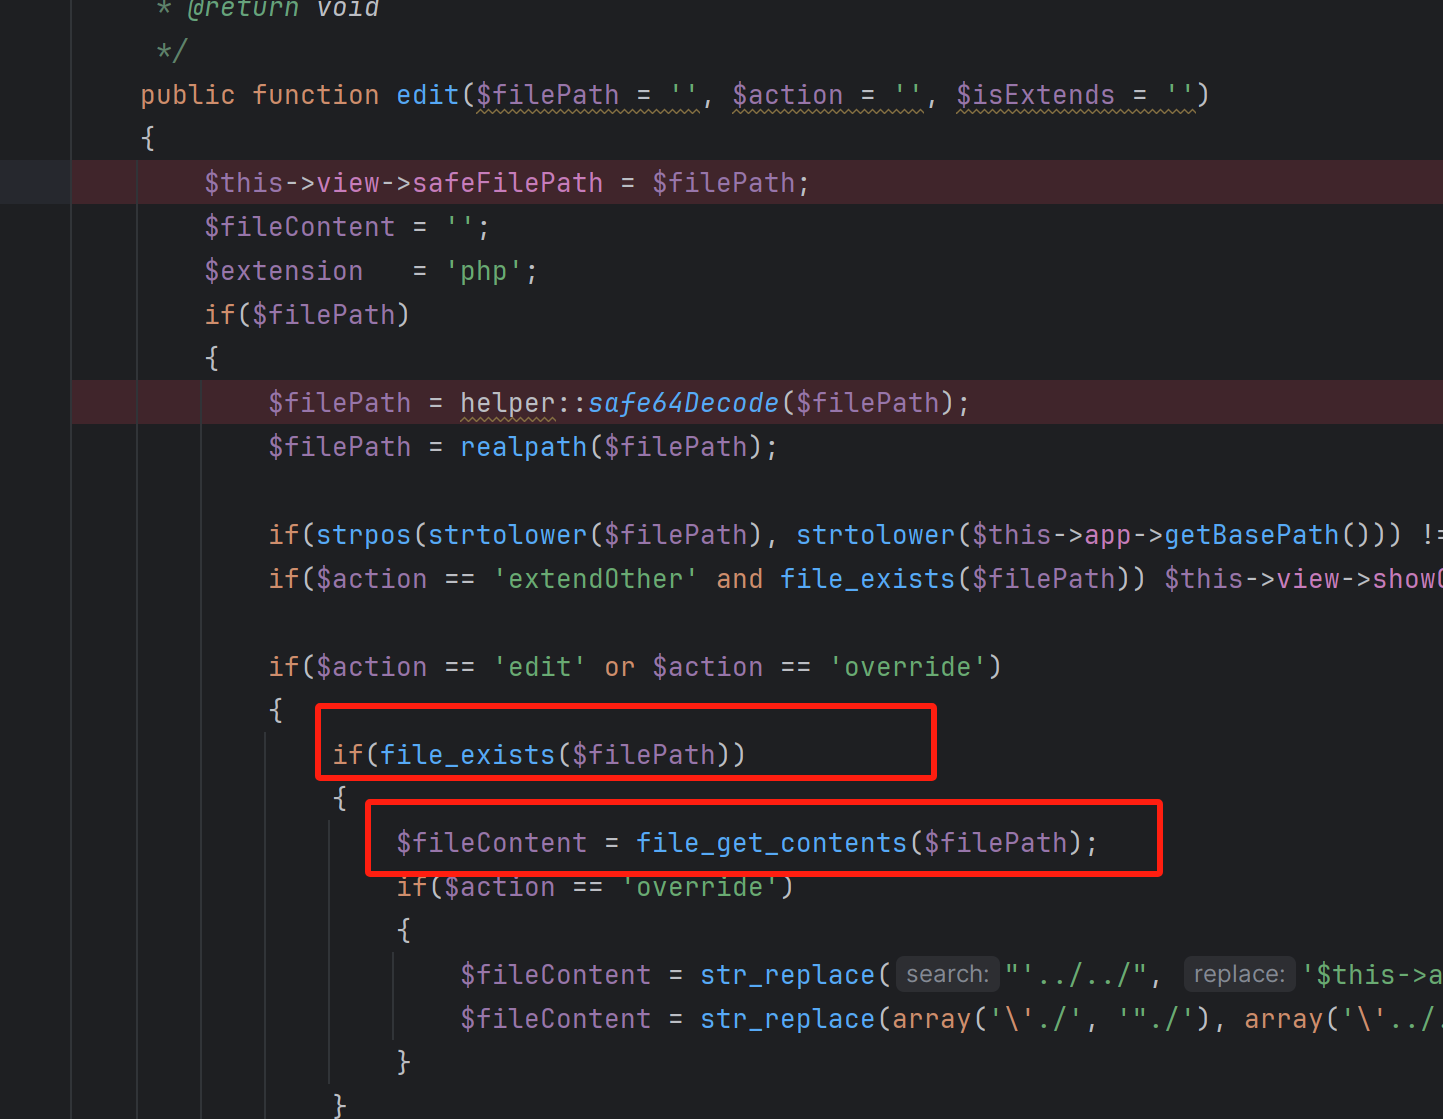 * @return void
*/
public function edit($filePath = '', $action = '', $isExtends = '')
{
$this->view->safeFilePath = $filePath;
$fileContent = '';
$extension   = 'php';
if($filePath)
{
$filePath = helper::safe64Decode($filePath);
$filePath = realpath($filePath);
if(strpos(strtolower($filePath), strtolower($this->app->getBasePath())) !=
if($action == 'extendOther' and file_exists($filePath)) $this->view->show
if($action == 'edit' or $action == 'override')
{
if(file_exists($filePath))
{
$fileContent = file_get_contents($filePath);
if($action == 'override')
{
$fileContent = str_replace( search: "'../../", replace: '$this->a
$fileContent = str_replace(array('\'./', '"./'), array('\'../
}
}